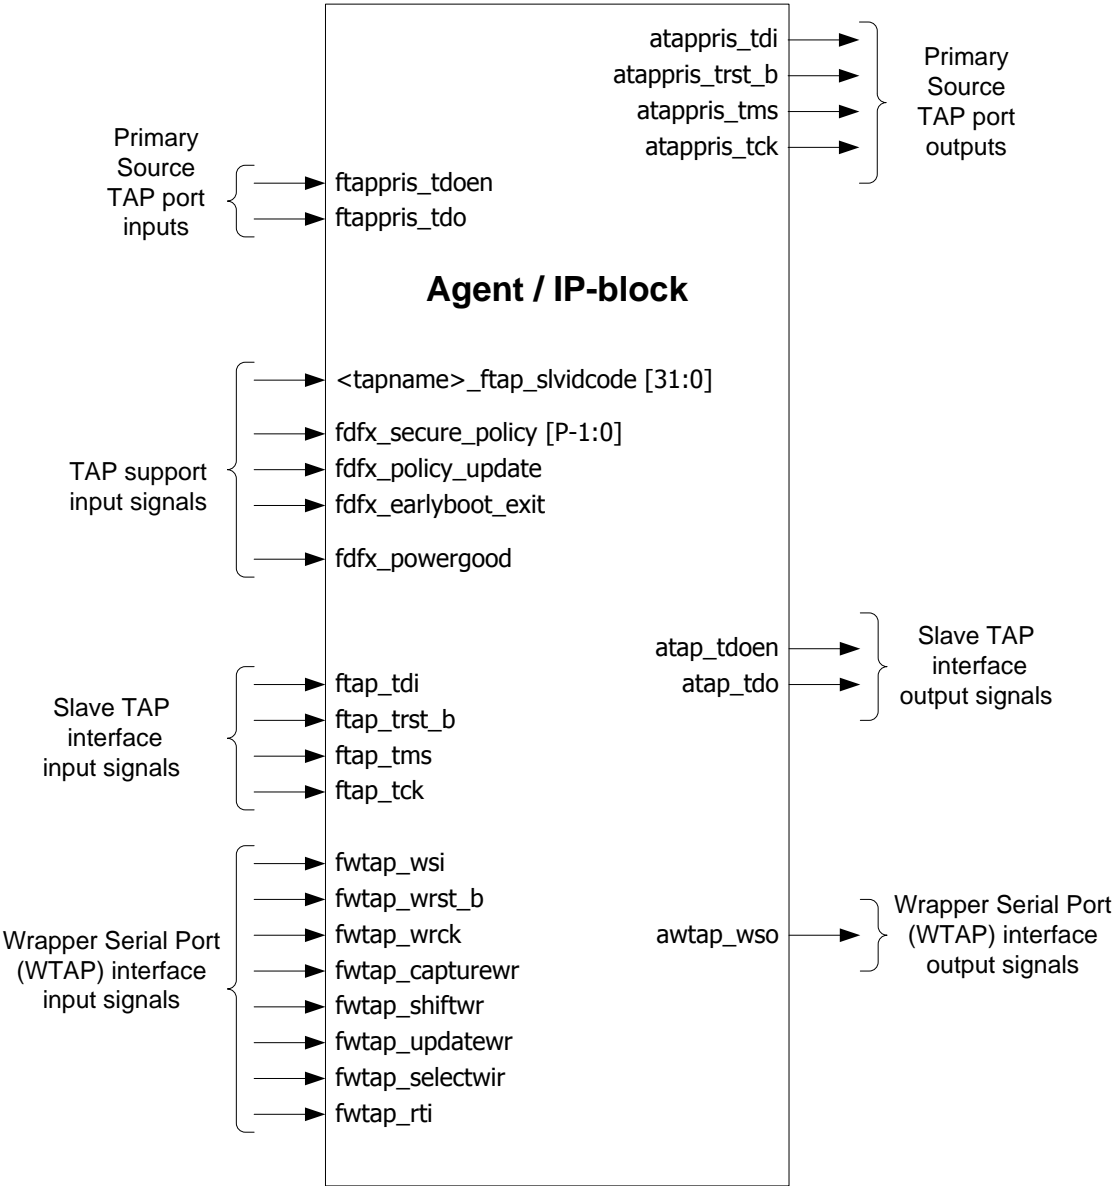 atappris_tdi
atappris_trst_b
atappris_tms
atappris_tck
Primary
Source
TAP port
outputs
Primary
Source
TAP port
inputs
ftappris_tdoen
ftappris_tdo
Agent / IP-block
TAP support
input signals
<tapname>_ftap_slvidcode [31:0]
fdfx_secure_policy [P-1:0]
fdfx_policy_update
fdfx_earlyboot_exit
fdfx_powergood
atap_tdoen
atap_tdo
Slave TAP
interface
output signals
Slave TAP
interface
input signals
ftap_tdi
ftap_trst_b
ftap_tms
ftap_tck
Wrapper Serial Port
(WTAP) interface
input signals
fwtap_wsi
fwtap_wrst_b
fwtap_wrck
fwtap_capturewr
fwtap_shiftwr
fwtap_updatewr
fwtap_selectwir
fwtap_rti
awtap_wso
Wrapper Serial Port
(WTAP) interface
output signals